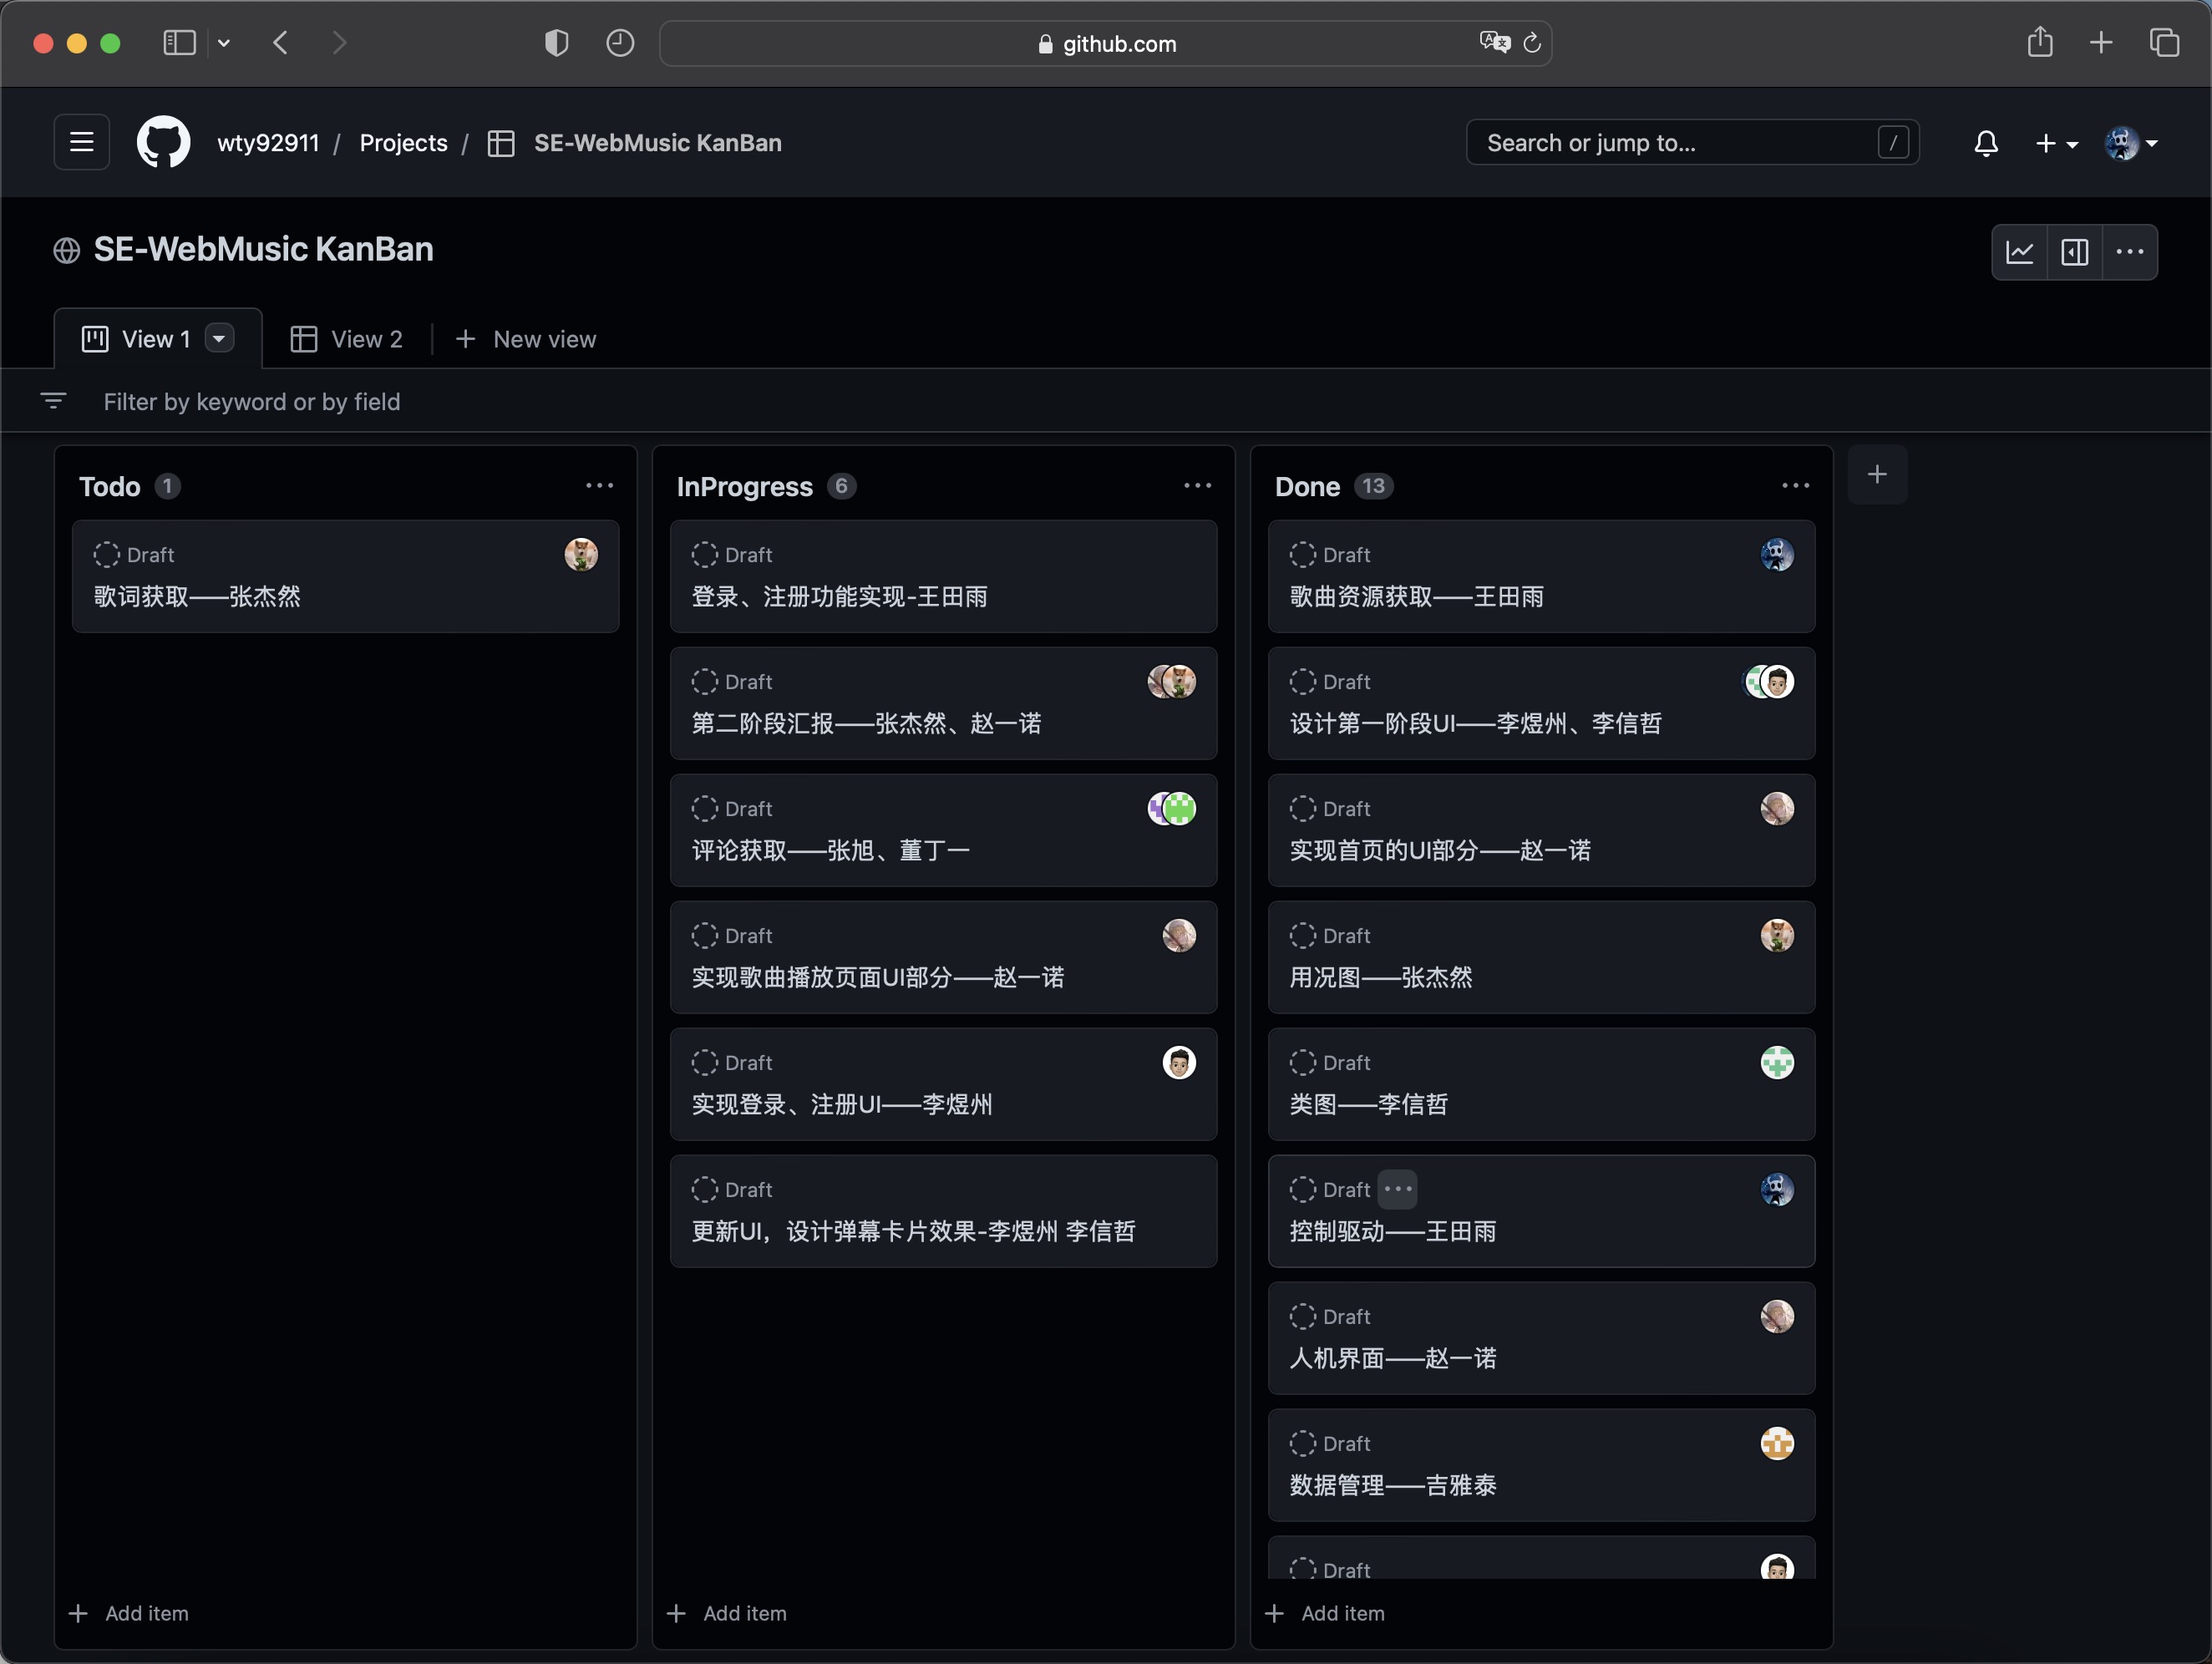 github.com
wty92911 / Projects / SE-WebMusic KanBan
Search or jump to... /
SE-WebMusic KanBan
View 1
View 2
New view
Filter by keyword or by field
Todo 1
Draft
歌词获取——张杰然
Add item
InProgress 6
Draft
登录、注册功能实现-王田雨
Draft
第二阶段汇报——张杰然、赵一诺
Draft
评论获取——张旭、董丁一
Draft
实现歌曲播放页面UI部分——赵一诺
Draft
实现登录、注册UI——李煜州
Draft
更新UI，设计弹幕卡片效果-李煜州 李信哲
Add item
Done 13
Draft
歌曲资源获取——王田雨
Draft
设计第一阶段UI——李煜州、李信哲
Draft
实现首页的UI部分——赵一诺
Draft
用况图——张杰然
Draft
类图——李信哲
Draft
控制驱动——王田雨
Draft
人机界面——赵一诺
Draft
数据管理——吉雅泰
Draft
Add item